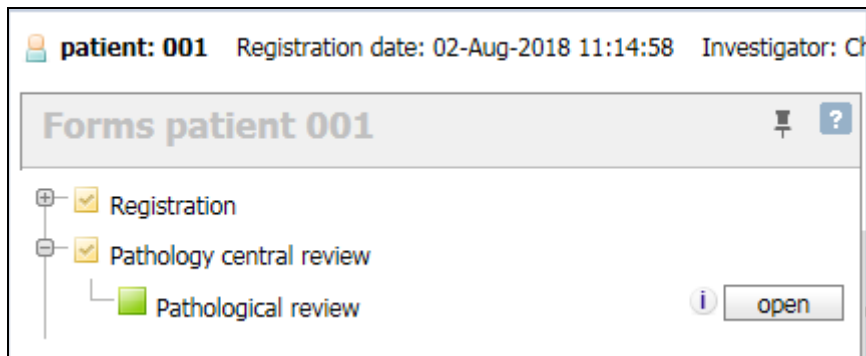 patient: 001 Registration date: 02-Aug-2018 11:14:58 Investigator:
Forms patient 001 ?
Registration
Pathology central review
Pathological review i open